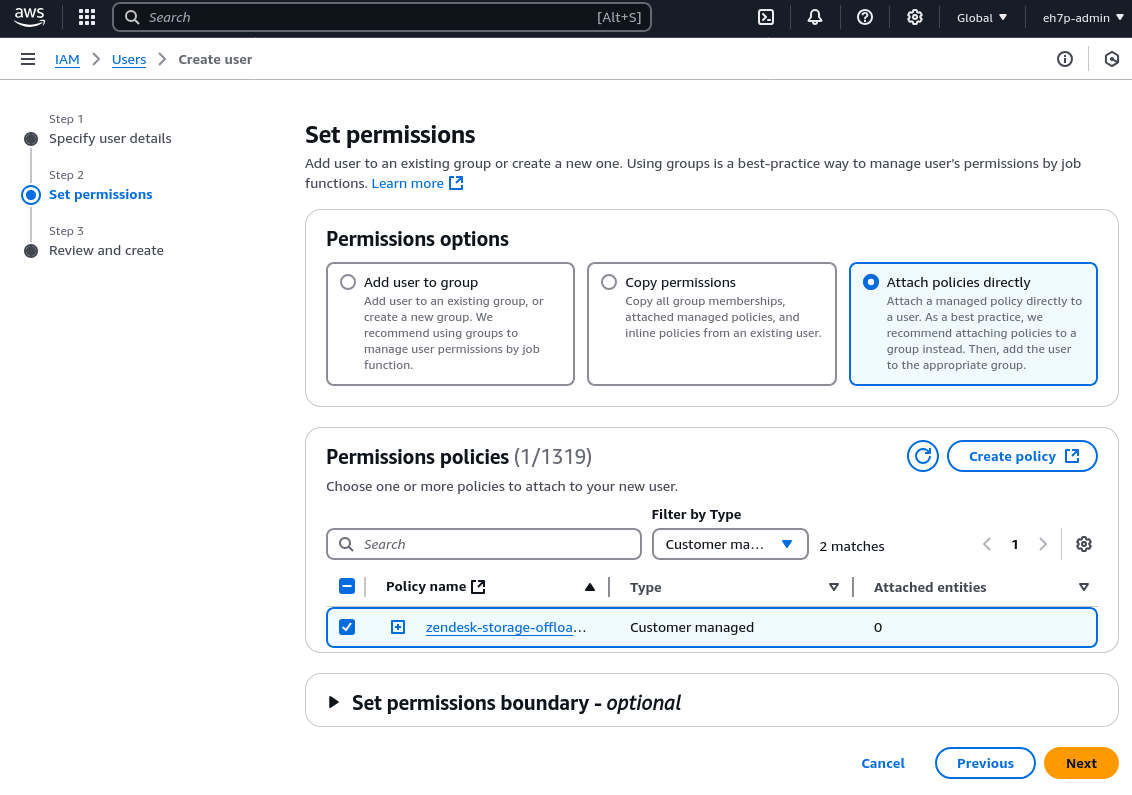 aws
Search
[Alt+S]
Global
eh7p-admin
IAM
Users
Create user
Step 1
Specify user details
Step 2
Set permissions
Step 3
Review and create
Set permissions
Add user to an existing group or create a new one. Using groups is a best-practice way to manage user's permissions by job
functions. Learn more
Permissions options
Add user to group
Add user to an existing group, or
create a new group. We
recommend using groups to
manage user permissions by job
function.
Copy permissions
Copy all group memberships,
attached managed policies, and
inline policies from an existing user.
Attach policies directly
Attach a managed policy directly to
a user. As a best practice, we
recommend attaching policies to a
group instead. Then, add the user
to the appropriate group.
Permissions policies (1/1319)
Create policy
Choose one or more policies to attach to your new user.
Filter by Type
Search
Customer ma...
2 matches
1
Policy name
Type
Attached entities
zendesk-storage-offloa...
Customer managed
0
Set permissions boundary - optional
Cancel
Previous
Next